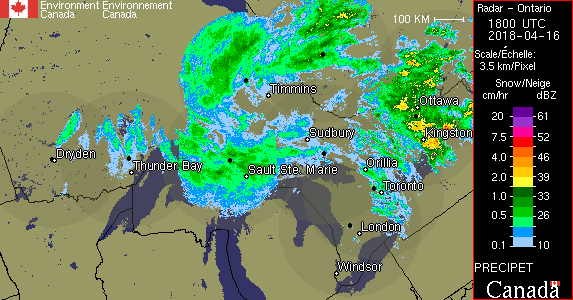 Environment Environnement
Canada Canada
100 KM
Timmins
Ottawa
Kingston
Sudbury
Dryden
Thunder Bay
Sault Ste. Marie
Orillia
Toronto
London
Windsor
Radar - Ontario
1800 UTC
2018-04-16
Scale/Échelle:
3.5 km/Pixel
Snow/Neige
cm/hr dBZ
20 61
9.5 57
7.5 52
4.0 46
2.0 39
1.0 33
0.5 26
0.1 10
PRECIPET
Canada